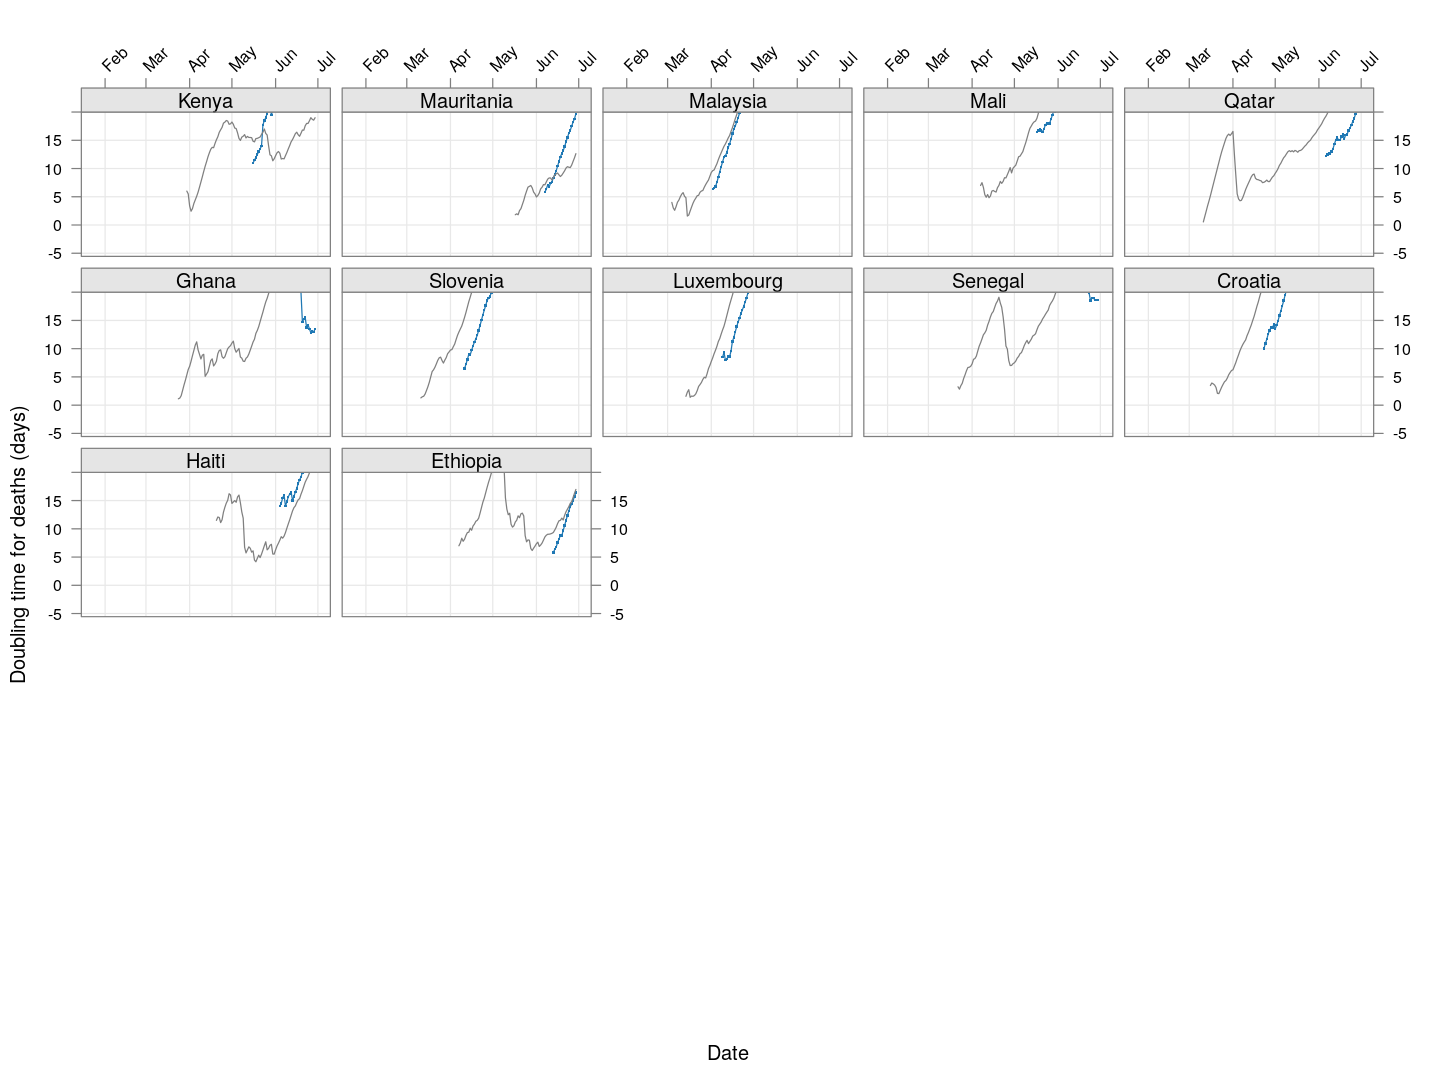 Feb Mar Apr May Jun Jul Feb Mar Apr May Jun Jul Feb Mar Apr May Jun Jul Feb Mar Apr May Jun Jul Feb Mar Apr May Jun Jul
Kenya Mauritania Malaysia Mali Qatar
15 15
10 10
5 5
0 0
-5 -5
Ghana Slovenia Luxembourg Senegal Croatia
15 15
10 10
5 5
0 0
-5 -5
Haiti Ethiopia
15 15
10 10
5 5
0 0
-5 -5
Doubling time for deaths (days)
Date